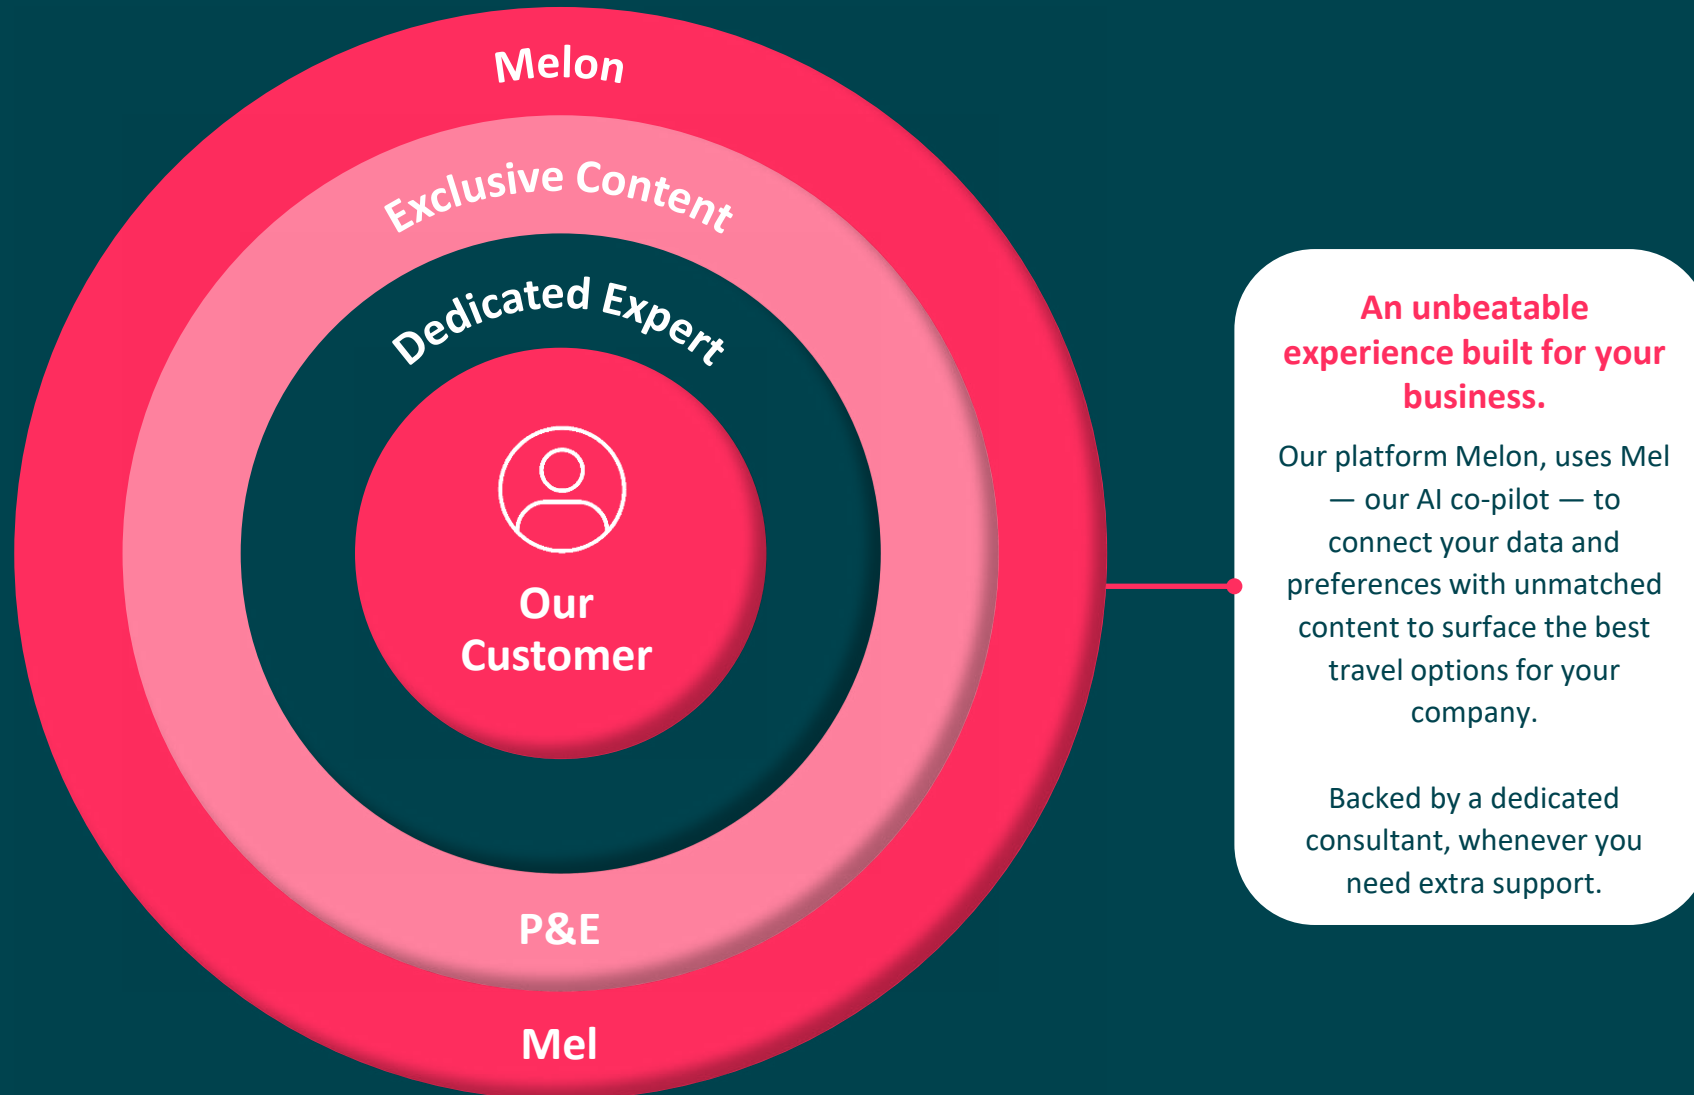 Melon
Exclusive Content
Dedicated Expert
Our
Customer
P&E
Mel
An unbeatable
experience built for your
business.
Our platform Melon, uses Mel
— our AI co-pilot — to
connect your data and
preferences with unmatched
content to surface the best
travel options for your
company.
Backed by a dedicated
consultant, whenever you
need extra support.